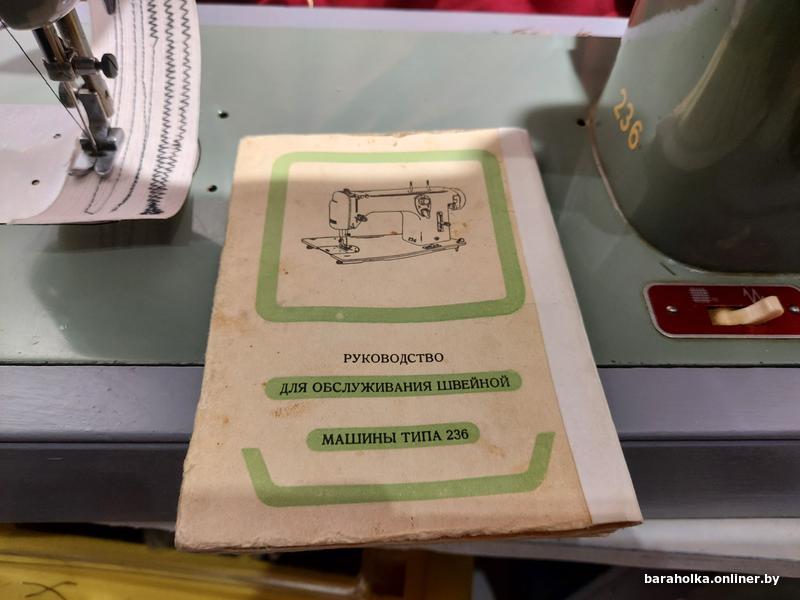 236
РУКОВОДСТВО
ДЛЯ ОБСЛУЖИВАНИЯ ШВЕЙНОЙ
МАШИНЫ ТИПА 236
baraholka.onliner.by